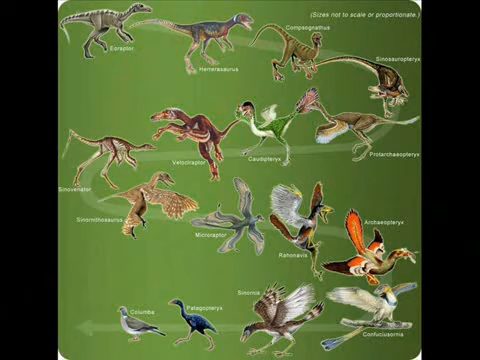 (Sizes not to scale or proportionate.)
Eoraptor
Herrerasaurus
Compsognathus
Sinosauropteryx
Protarchaeopteryx
Caudipteryx
Velociraptor
Sinovenator
Sinornithosaurus
Microraptor
Rahonavis
Archaeopteryx
Confuciusornis
Sinornis
Patagopteryx
Columba